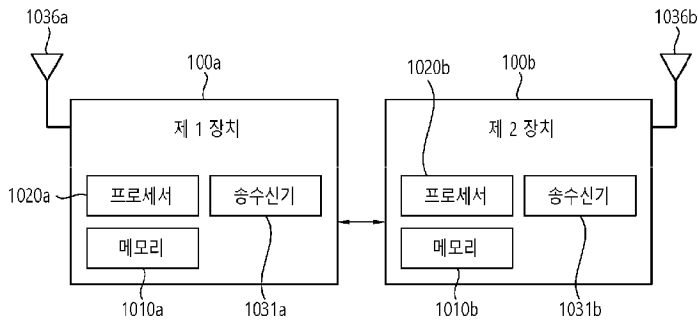 1036a
1036b
100a
1020b
100b
제 1 장치
제 2 장치
1020a
프로세서
송수신기
프로세서
송수신기
메모리
메모리
1010a
1031a
1010b
1031b